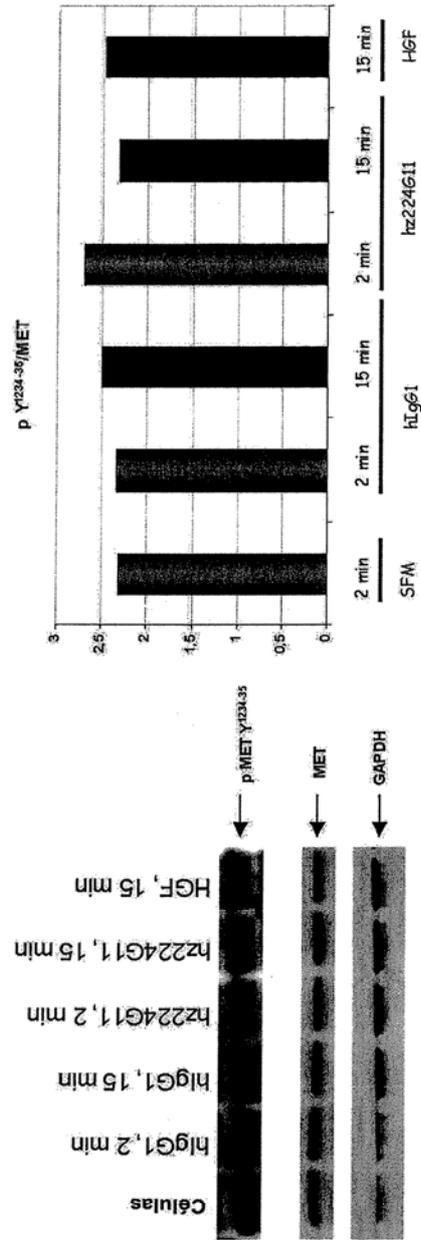 Células
hIgG1, 2 min
hIgG1, 15 min
hz224G11, 2 min
hz224G11, 15 min
HGF, 15 min
p MET Y1234-35
MET
GAPDH
p Y1234-35/MET
3
2,5
2
1,5
1
0,5
0
2 min
2 min
15 min
2 min
15 min
15 min
SFM
hIgG1
hz224G11
HGF